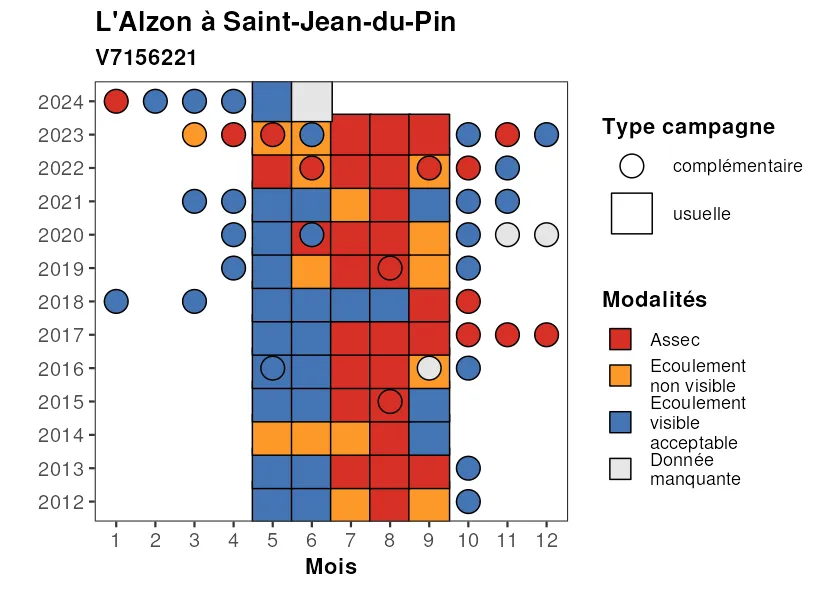 L'Alzon à Saint-Jean-du-Pin
V7156221
2024
2023
2022
2021
2020
2019
2018
2017
2016
2015
2014
2013
2012
1 2 3 4 5 6 7 8 9 10 11 12
Mois
Type campagne
complémentaire
usuelle
Modalités
Assec
Ecoulement
non visible
Ecoulement
visible
acceptable
Donnée
manquante